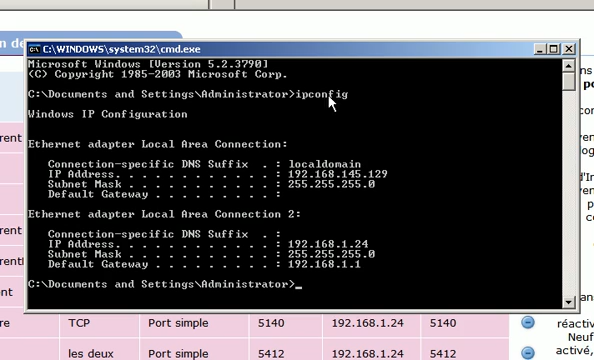 C:\WINDOWS\system32\cmd.exe
Microsoft Windows [Version 5.2.3790]
(C) Copyright 1985-2003 Microsoft Corp.
C:\Documents and Settings\Administrator>ipconfig
Windows IP Configuration
Ethernet adapter Local Area Connection:
Connection-specific DNS Suffix . : localdomain
IP Address. . . . . . . . . . . . : 192.168.145.129
Subnet Mask . . . . . . . . . . . : 255.255.255.0
Default Gateway . . . . . . . . . :
Ethernet adapter Local Area Connection 2:
Connection-specific DNS Suffix . :
IP Address. . . . . . . . . . . . : 192.168.1.24
Subnet Mask . . . . . . . . . . . : 255.255.255.0
Default Gateway . . . . . . . . . : 192.168.1.1
C:\Documents and Settings\Administrator>_
TCP Port simple 5140 192.168.1.24 5140
les deux Port simple 5412 192.168.1.24 5412
réactiv
Neuf
activé,